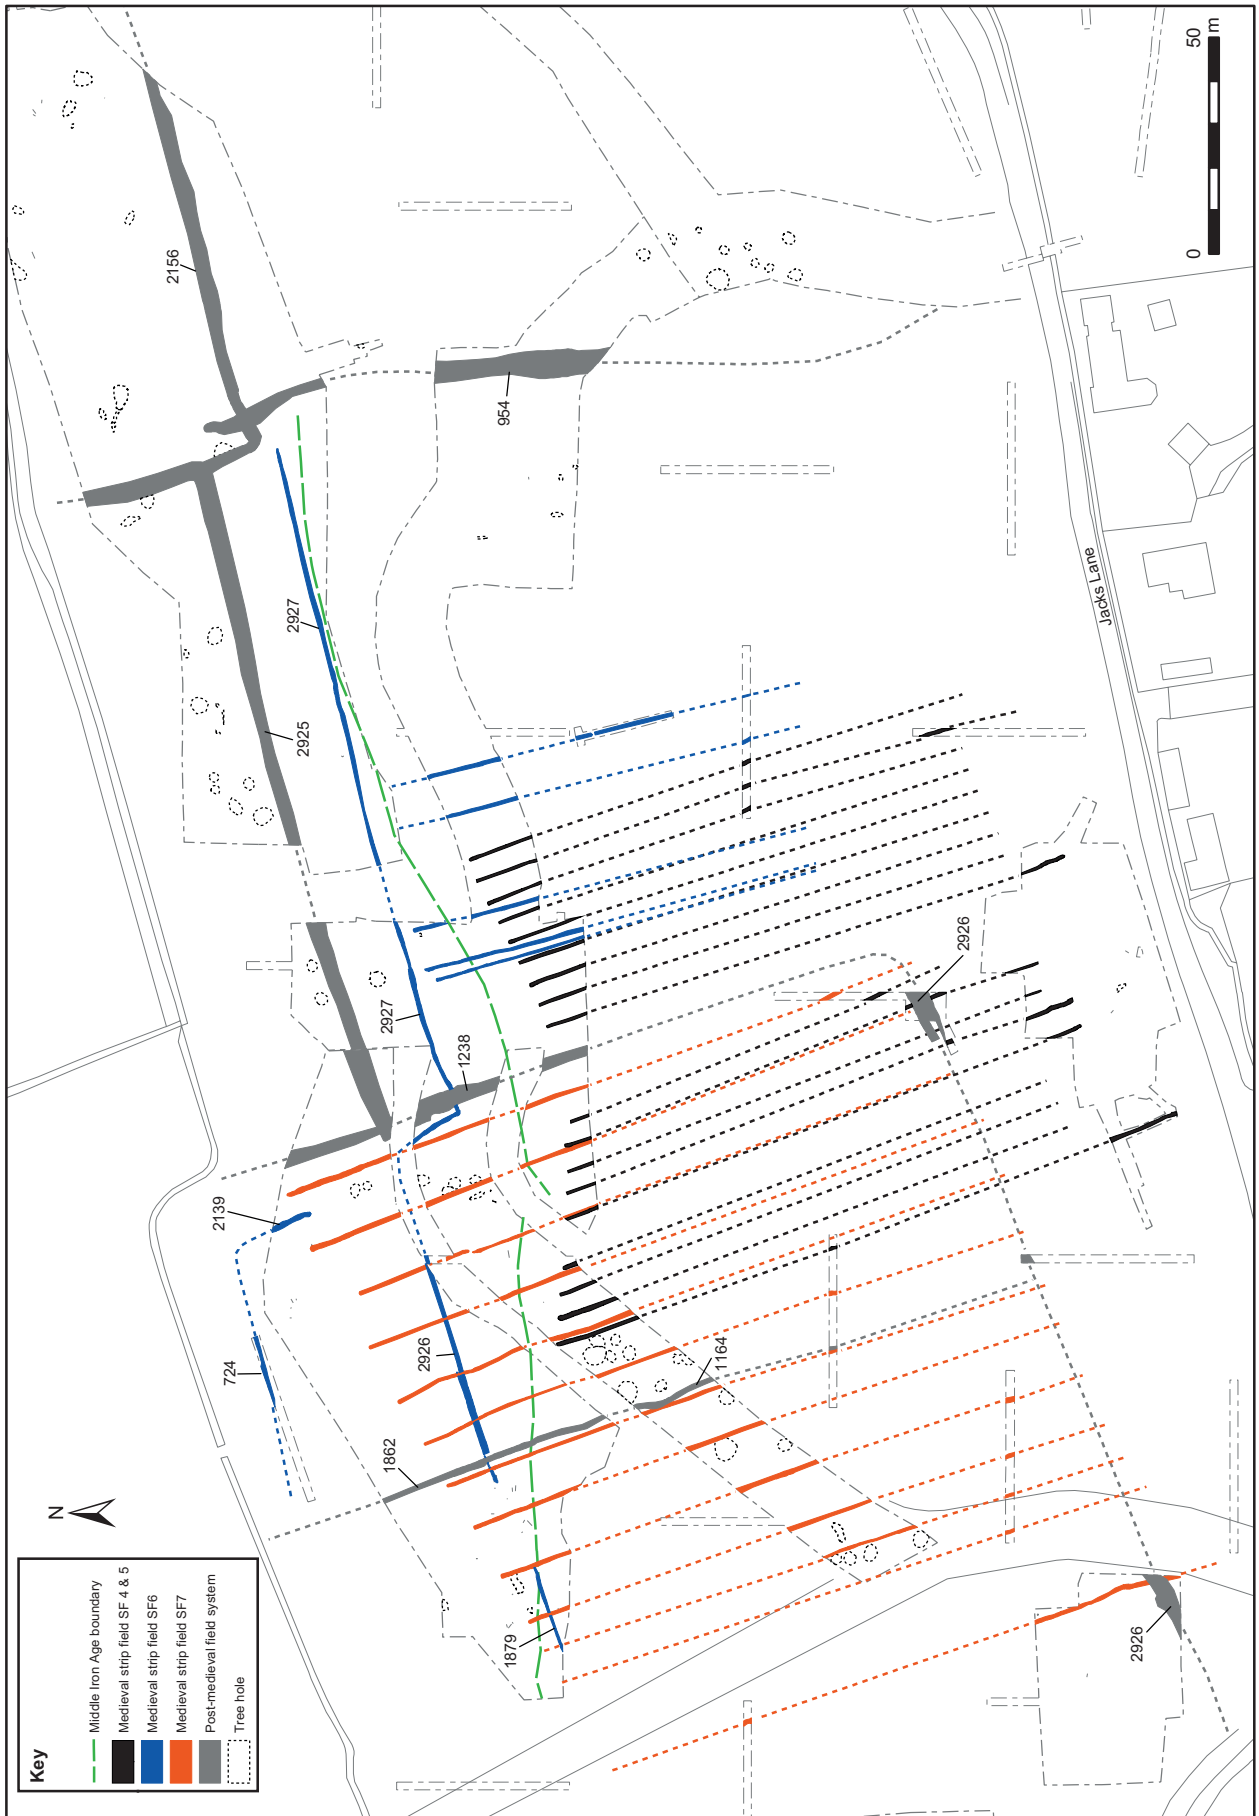 Key
Middle Iron Age boundary
Medieval strip field SF 4 & 5
Medieval strip field SF6
Medieval strip field SF7
Post-medieval field system
Tree hole
N
724
2139
1862
1879
2926
1164
1238
2927
2925
2927
2156
954
2926
2926
Jacks Lane
0
50
m